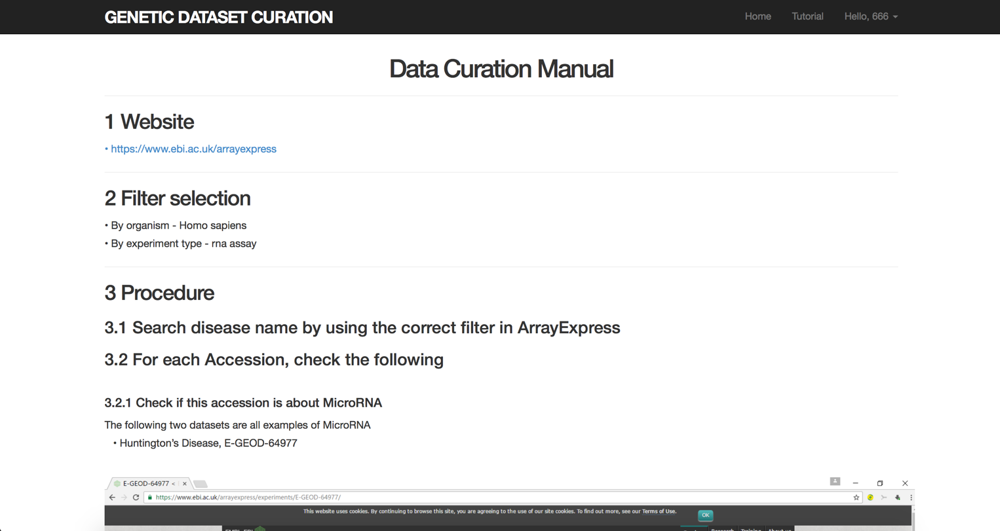 GENETIC DATASET CURATION
Home Tutorial Hello, 666
Data Curation Manual
1 Website
• https://www.ebi.ac.uk/arrayexpress
2 Filter selection
• By organism - Homo sapiens
• By experiment type - rna assay
3 Procedure
3.1 Search disease name by using the correct filter in ArrayExpress
3.2 For each Accession, check the following
3.2.1 Check if this accession is about MicroRNA
The following two datasets are all examples of MicroRNA
• Huntington’s Disease, E-GEOD-64977
E-GEOD-64977 <
https://www.ebi.ac.uk/arrayexpress/experiments/E-GEOD-64977/
This website uses cookies. By continuing to browse this site, you are agreeing to the use of our site cookies. To find out more, see our Terms of Use.
OK
EMBL-EBI
Research Training About us